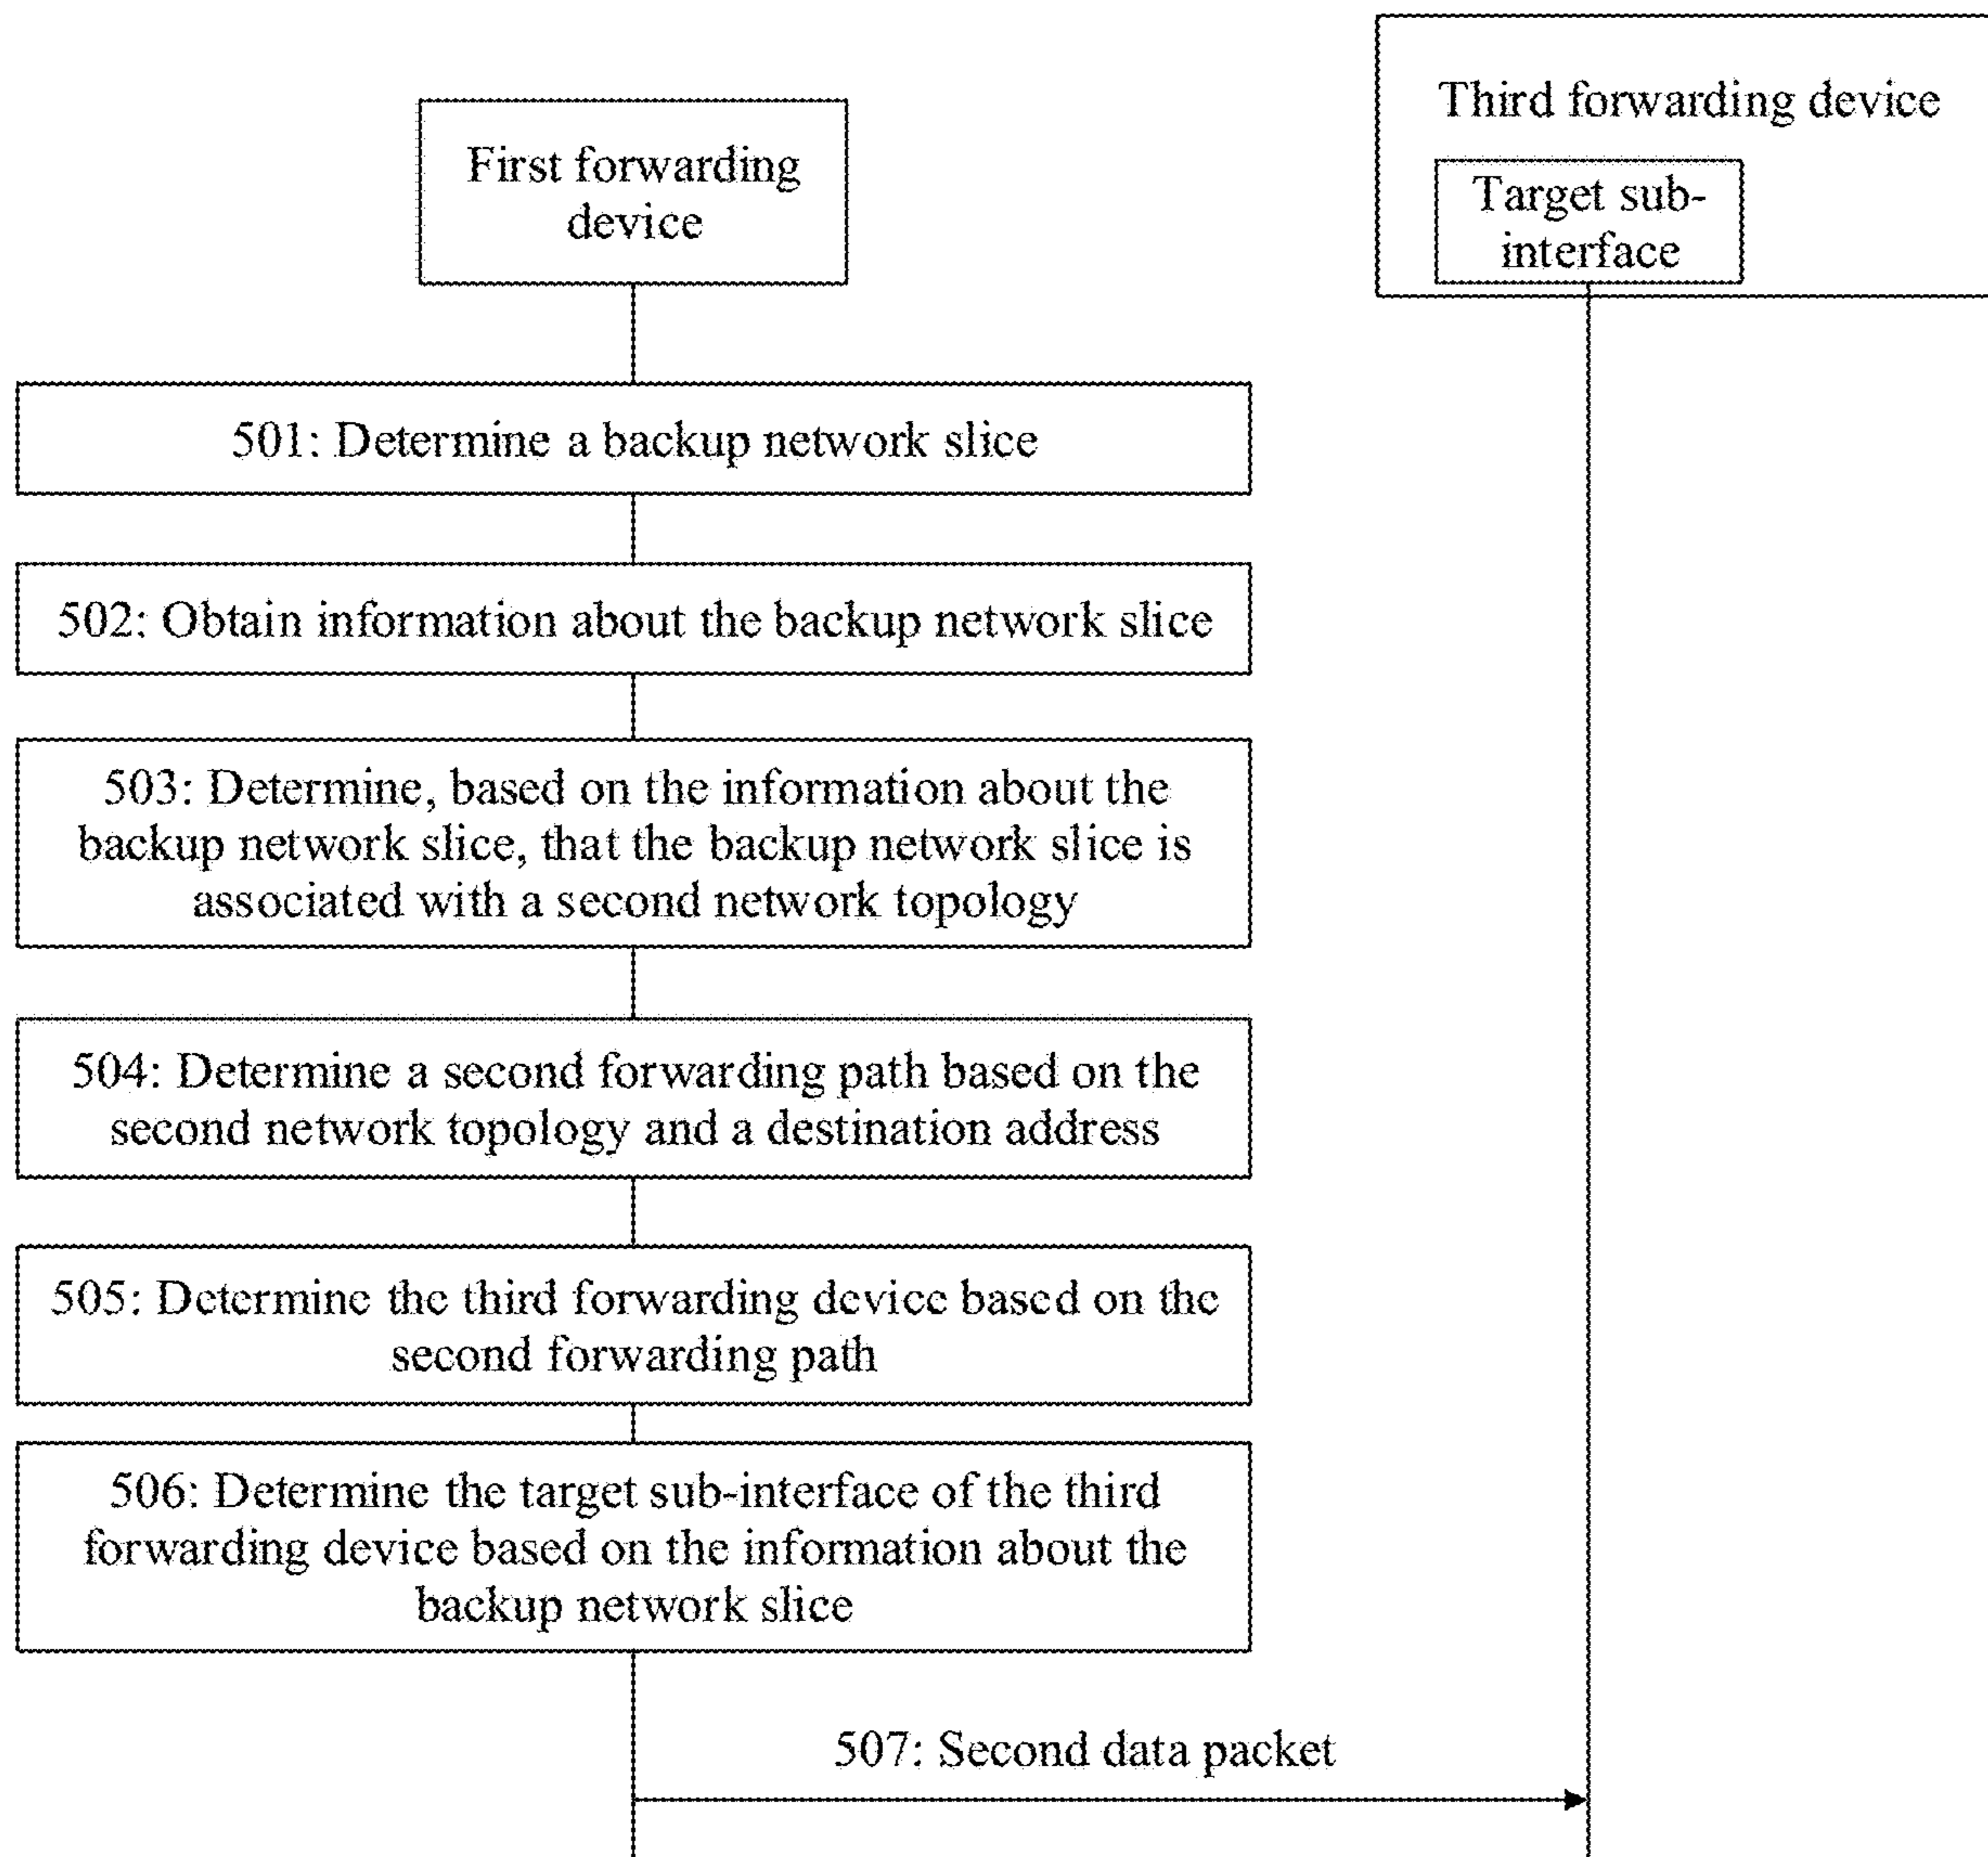 First forwarding
device
Third forwarding device
Target sub-
interface
501: Determine a backup network slice
502: Obtain information about the backup network slice
503: Determine, based on the information about the
backup network slice, that the backup network slice is
associated with a second network topology
504: Determine a second forwarding path based on the
second network topology and a destination address
505: Determine the third forwarding device based on the
second forwarding path
506: Determine the target sub-interface of the third
forwarding device based on the information about the
backup network slice
507: Second data packet